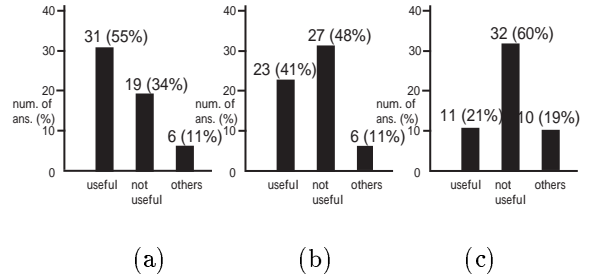 40
31 (55%)
30
19 (34%)
20
num. of
ans. (%)
10
6 (11%)
0
useful
not
useful
others
(a)
40
27 (48%)
30
23 (41%)
20
num. of
ans. (%)
10
6 (11%)
0
useful
not
useful
others
(b)
40
32 (60%)
30
20
num. of
ans. (%)
11 (21%)
10 (19%)
10
0
useful
not
useful
others
(c)